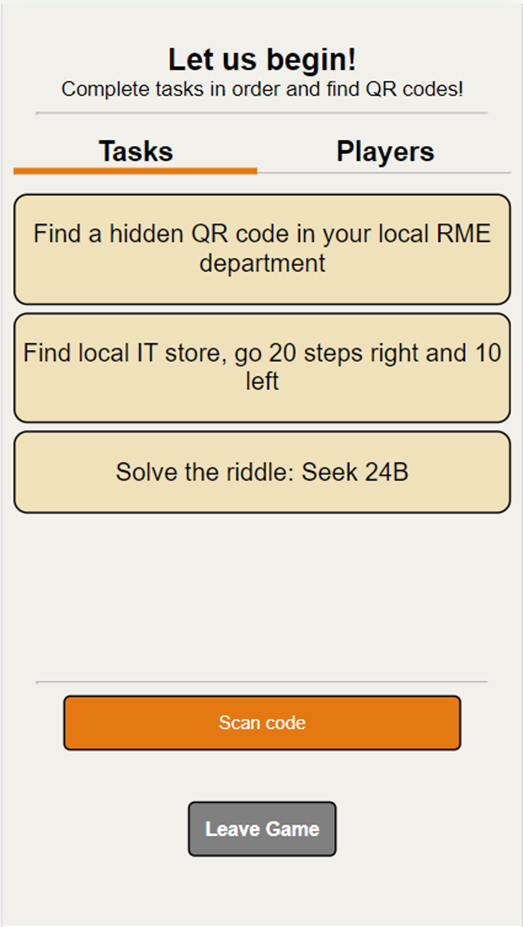 Let us begin!
Complete tasks in order and find QR codes!
Tasks
Players
Find a hidden QR code in your local RME
department
Find local IT store, go 20 steps right and 10
left
Solve the riddle: Seek 24B
Scan code
Leave Game